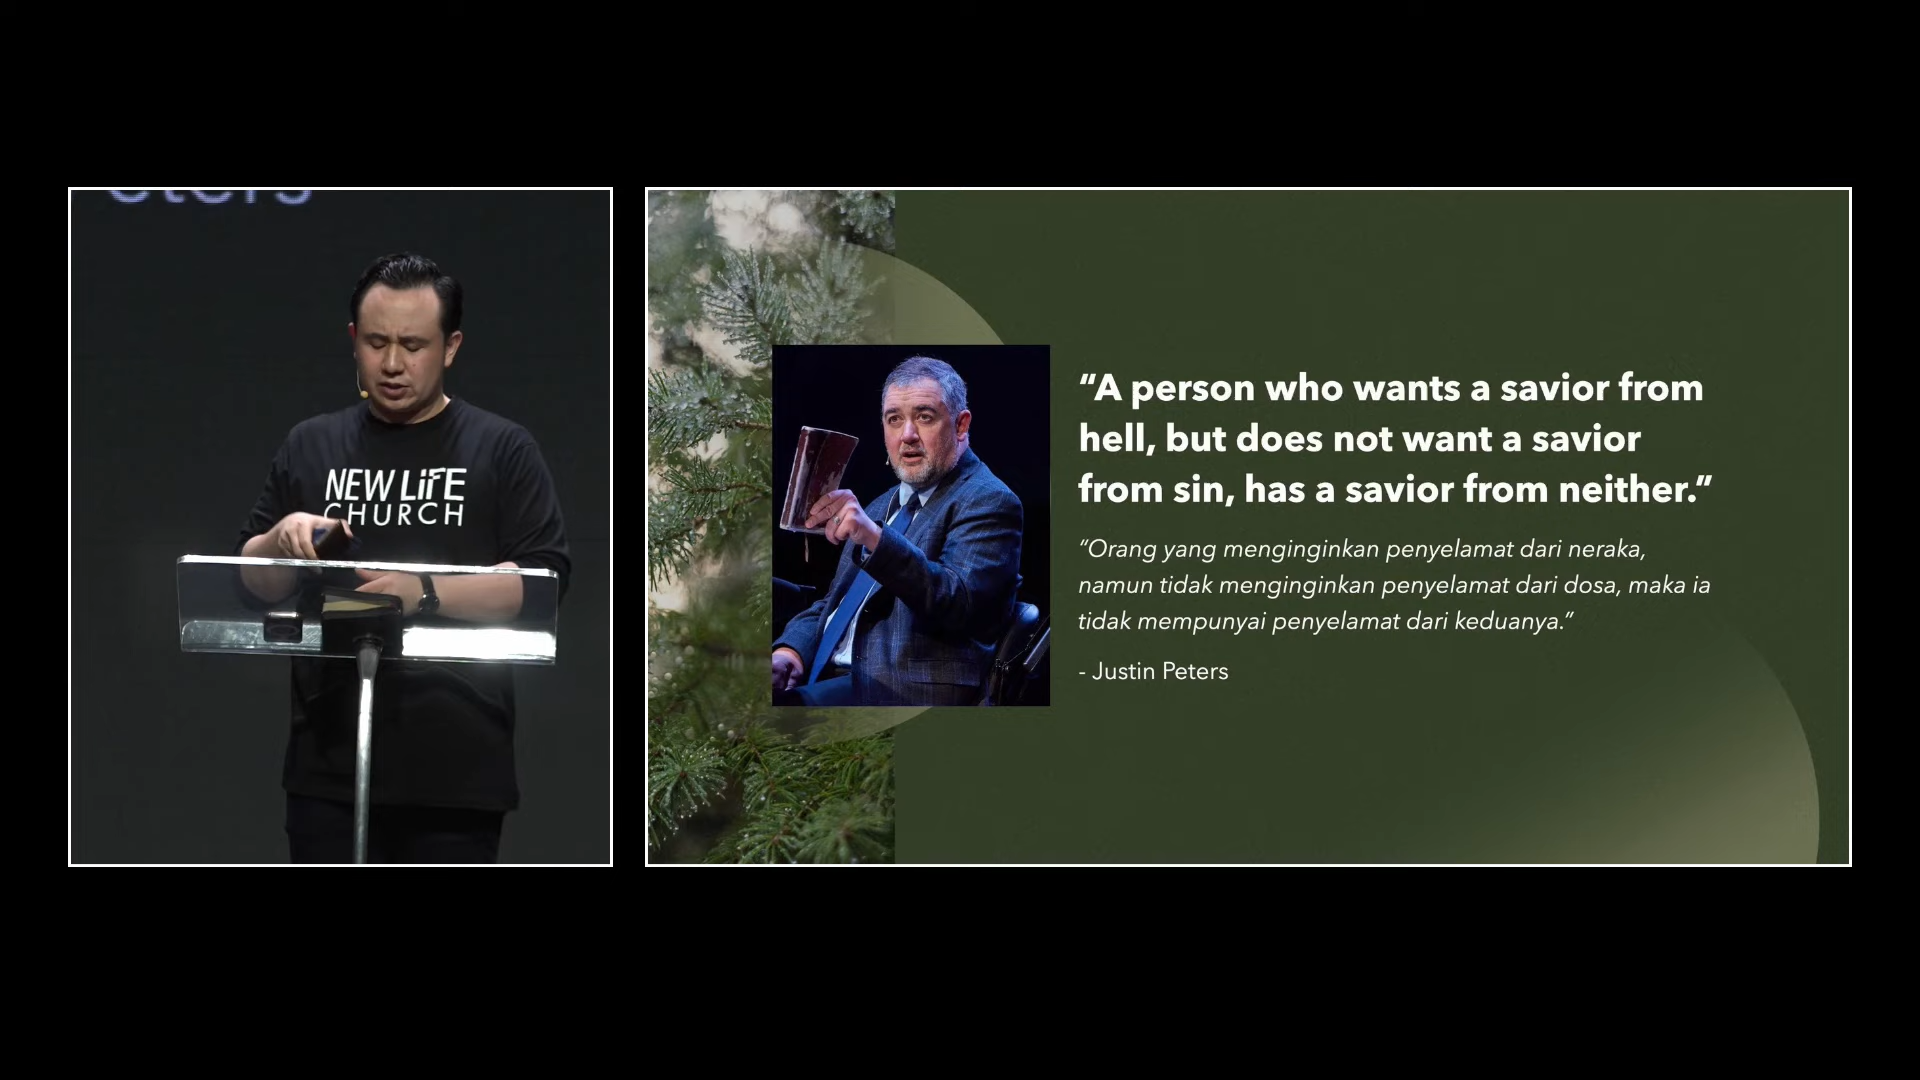 eters
NEW LiFE
CHURCH
“A person who wants a savior from
hell, but does not want a savior
from sin, has a savior from neither.”
“Orang yang menginginkan penyelamat dari neraka,
namun tidak menginginkan penyelamat dari dosa, maka ia
tidak mempunyai penyelamat dari keduanya.”
- Justin Peters